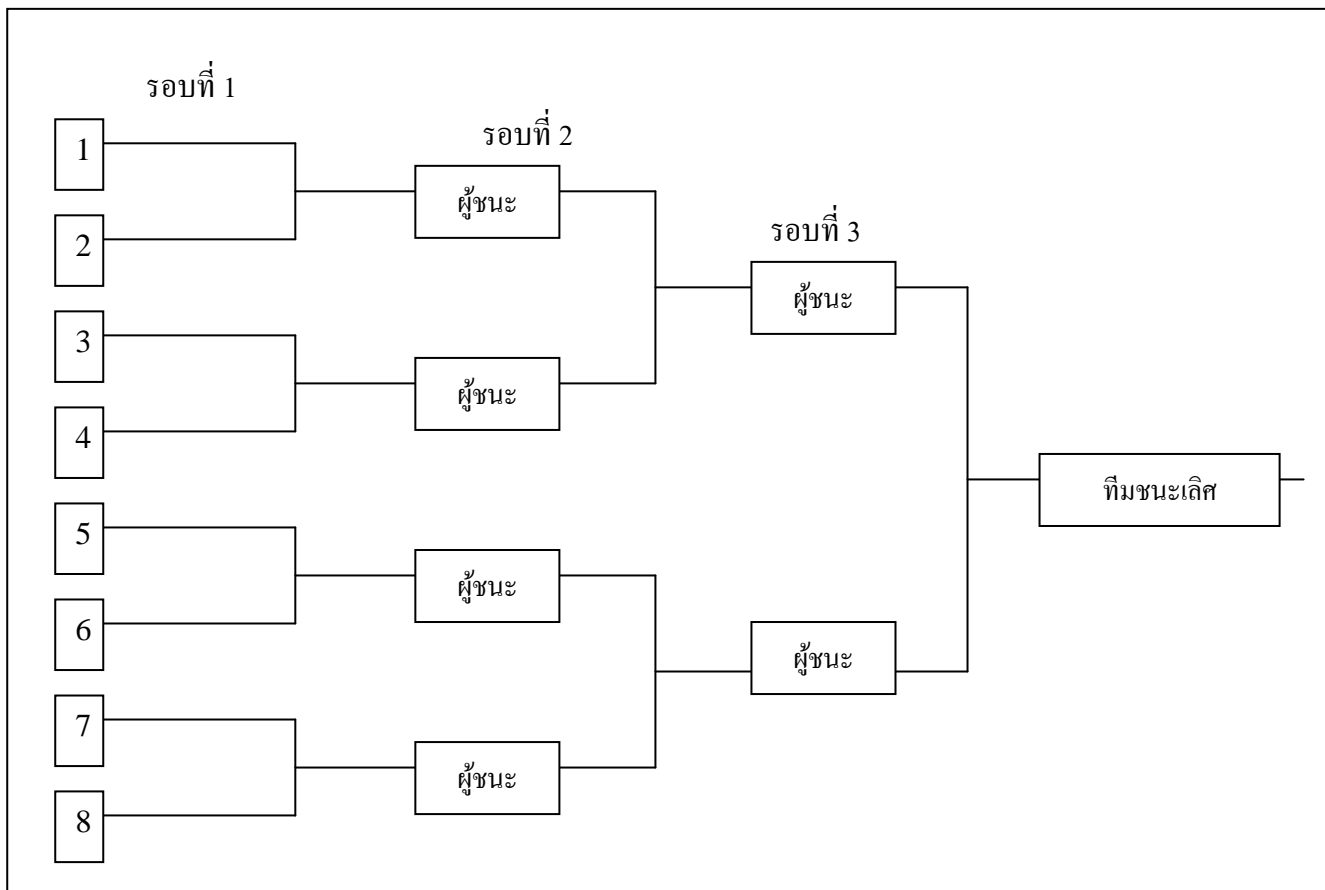 รอบที่ 1
1
2
3
4
5
6
7
8
รอบที่ 2
ผู้ชนะ
ผู้ชนะ
ผู้ชนะ
ผู้ชนะ
รอบที่ 3
ผู้ชนะ
ผู้ชนะ
ทีมชนะเลิศ